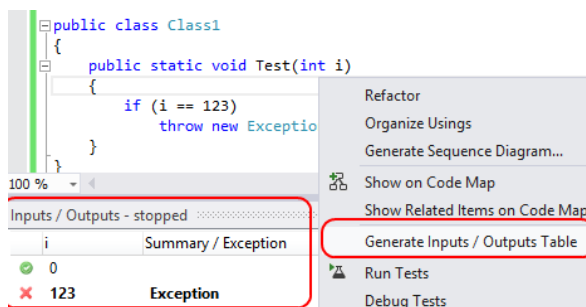 public class Class1
{
public static void Test(int i)
{
if (i == 123)
throw new Exceptio
}
}
100 %
Inputs / Outputs - stopped
i Summary / Exception
0
123 Exception
Refactor
Organize Usings
Generate Sequence Diagram...
Show on Code Map
Show Related Items on Code Map
Generate Inputs / Outputs Table
Run Tests
Debug Tests